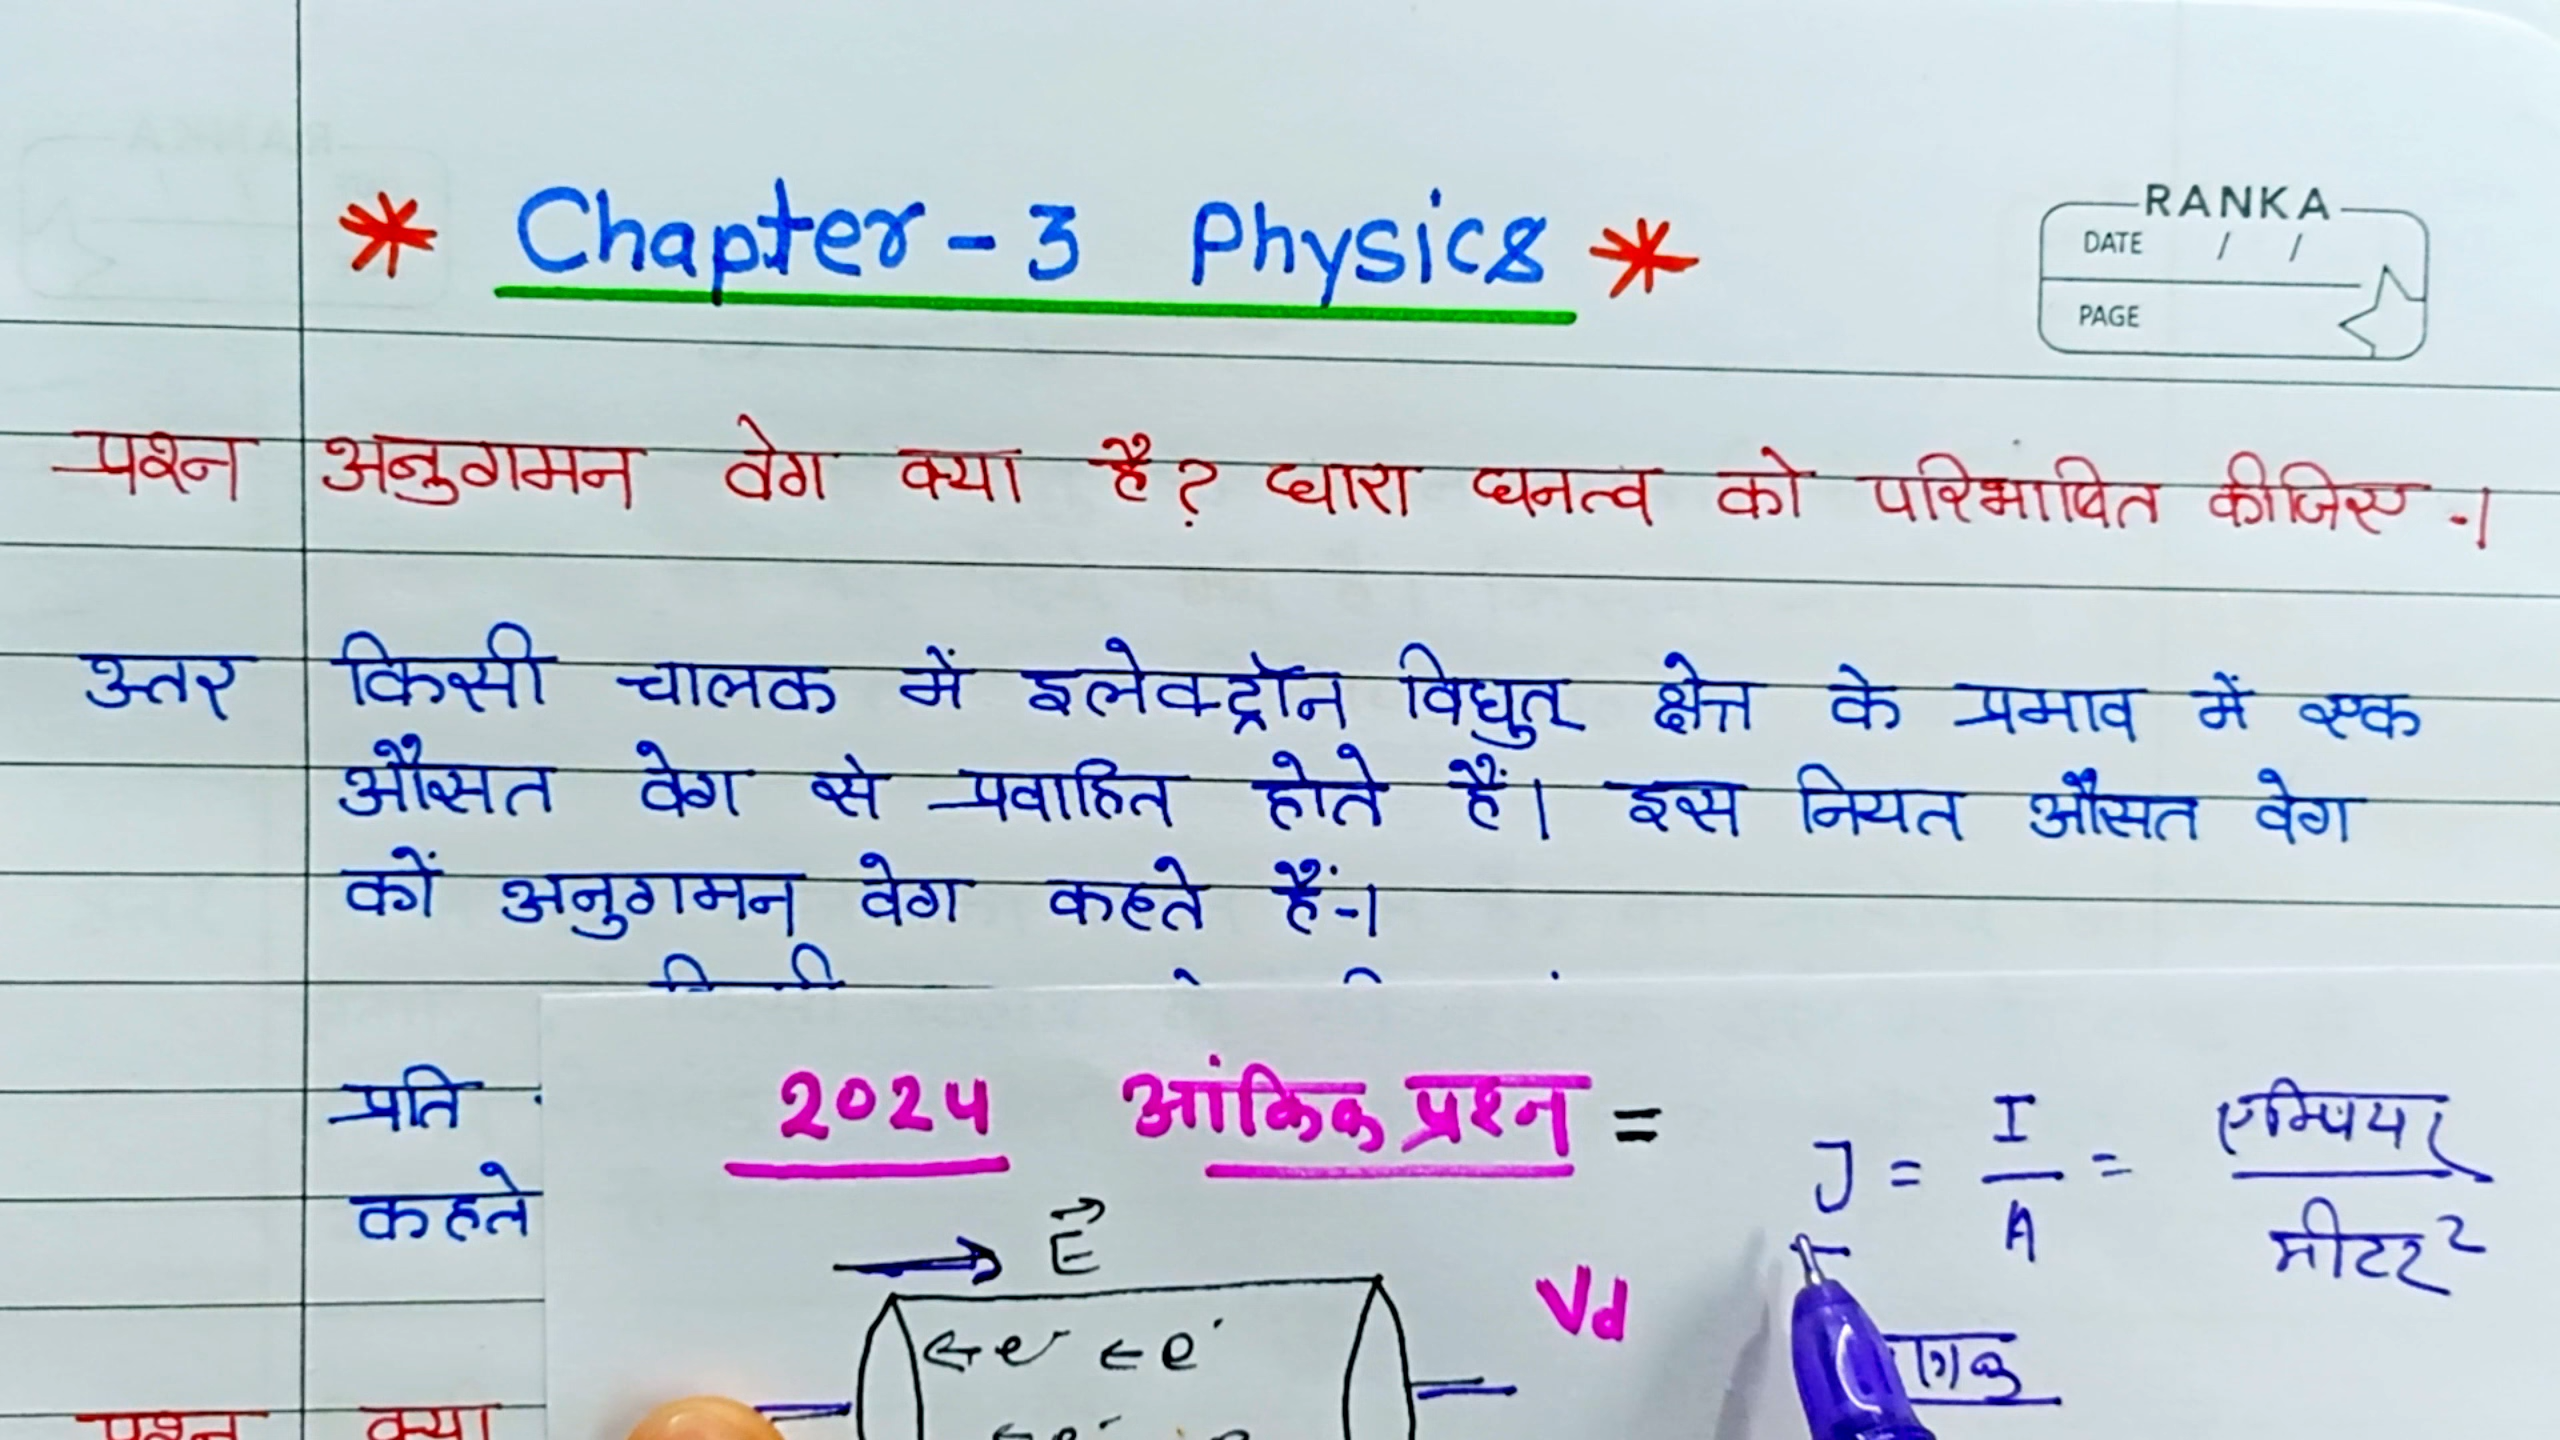 * Chapter-3 Physics *
RANKA
DATE / /
PAGE
प्रश्न अनुगमन वेग क्या है? धारा घनत्व को परिभाषित कीजिए-।
उत्तर किसी चालक में इलेक्ट्रॉन विधुत क्षेत्र के प्रभाव में एक
औसत वेग से प्रवाहित होते हैं। इस नियत औसत वेग
कों अनुगमन वेग कहते हैं-।
प्रति
कहते
2024 आंकिक प्रश्न =
J = I/A = एम्पियर/मीटर²
→ E⃗
Vd
←e⁻ ←e⁻
प्रश्न क्या